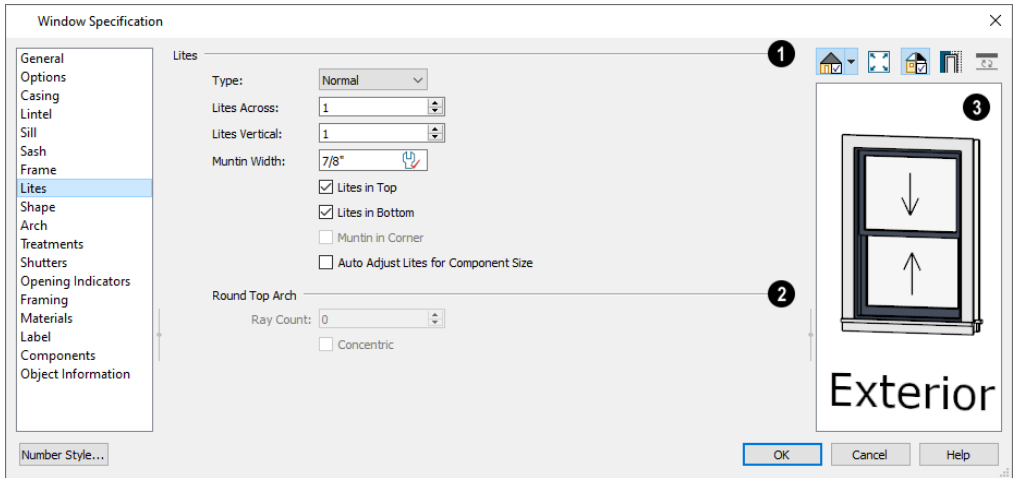 Window Specification
General
Options
Casing
Lintel
Sill
Sash
Frame
Lites
Shape
Arch
Treatments
Shutters
Opening Indicators
Framing
Materials
Label
Components
Object Information
Lites
1
Type: Normal
Lites Across: 1
Lites Vertical: 1
Muntin Width: 7/8"
Lites in Top
Lites in Bottom
Muntin in Corner
Auto Adjust Lites for Component Size
Round Top Arch
2
Ray Count: 0
Concentric
3
Exterior
Number Style...
OK
Cancel
Help